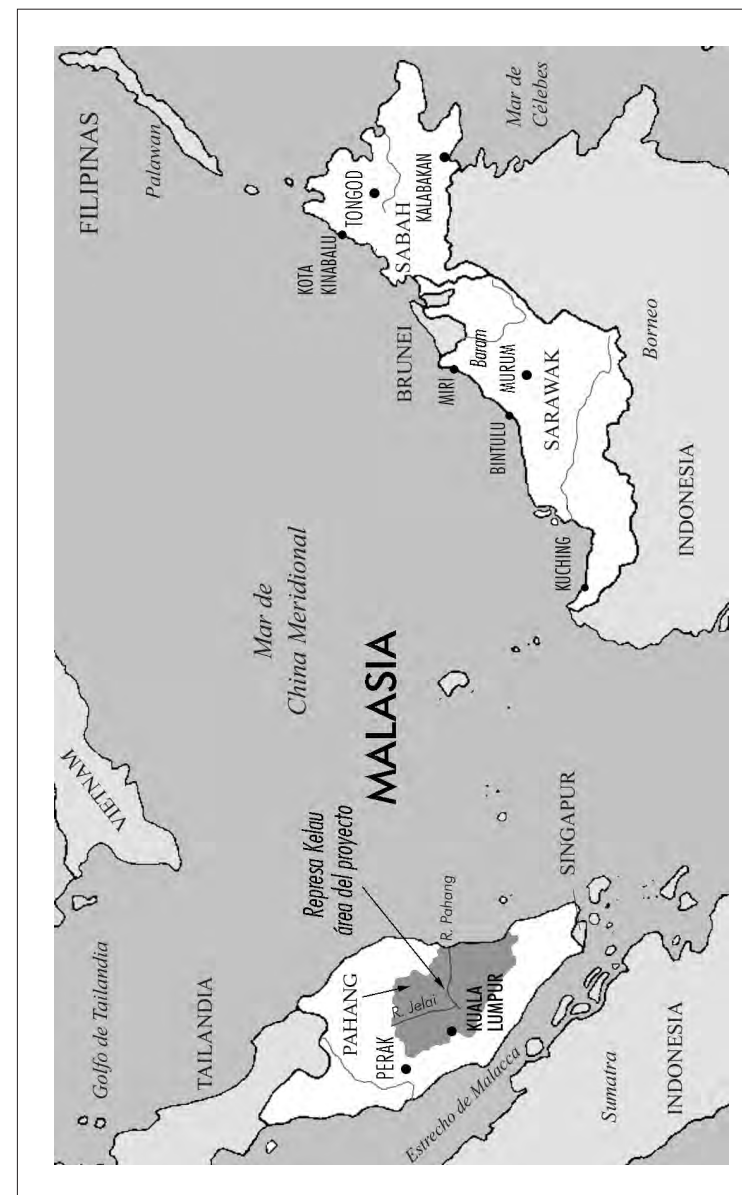 FILIPINAS
Palawan
Mar de
Célebes
KOTA
KINABALU
TONGOD
SABAH
KALABAKAN
BRUNEI
MIRI
Baram
MURUM
BINTULU
SARAWAK
Borneo
KUCHING
INDONESIA
Mar de
China Meridional
MALASIA
VIETNAM
Golfo de Tailandia
TAILANDIA
Represa Kelau
área del proyecto
R. Pahang
SINGAPUR
PAHANG
R. Jelai
PERAK
KUALA
LUMPUR
Estrecho de Malacca
Sumatra
INDONESIA